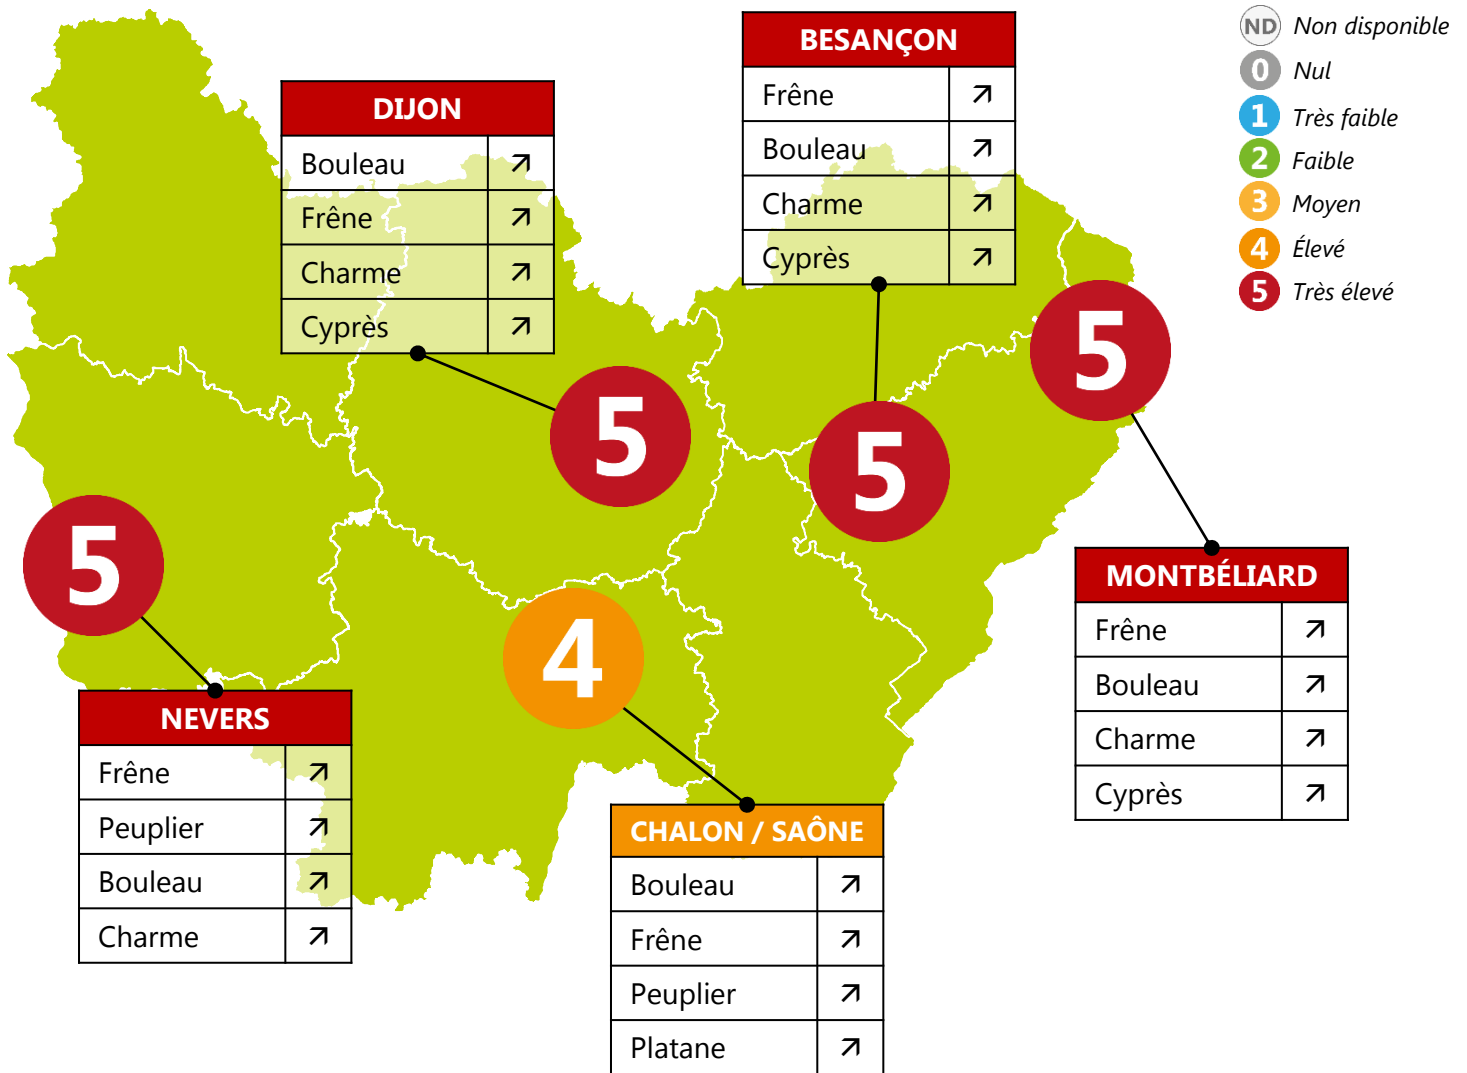 ND Non disponible
0 Nul
1 Très faible
2 Faible
3 Moyen
4 Élevé
5 Très élevé
BESANÇON
Frêne ↗
Bouleau ↗
Charme ↗
Cyprès ↗
DIJON
Bouleau ↗
Frêne ↗
Charme ↗
Cyprès ↗
5
5
5
5
4
MONTBÉLIARD
Frêne ↗
Bouleau ↗
Charme ↗
Cyprès ↗
NEVERS
Frêne ↗
Peuplier ↗
Bouleau ↗
Charme ↗
CHALON / SAÔNE
Bouleau ↗
Frêne ↗
Peuplier ↗
Platane ↗